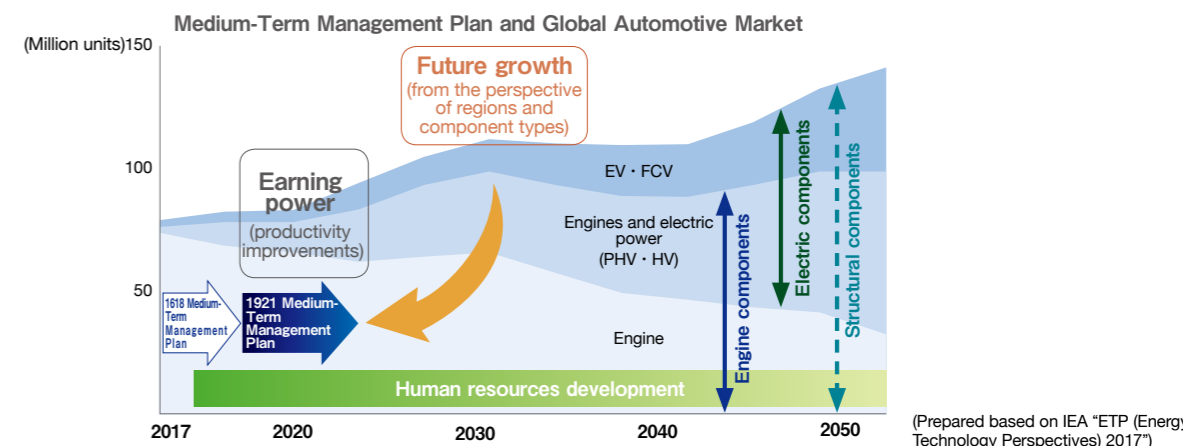 Medium-Term Management Plan and Global Automotive Market
(Million units)
150
100
50
Future growth
(from the perspective
of regions and
component types)
Earning
power
(productivity
improvements)
EV・FCV
Engines and electric
power
(PHV・HV)
Engine
Engine components
Electric components
Structural components
1618 Medium-
Term
Management
Plan
1921 Medium-
Term
Management
Plan
Human resources development
2017
2020
2030
2040
2050
(Prepared based on IEA “ETP (Energy
Technology Perspectives) 2017”)